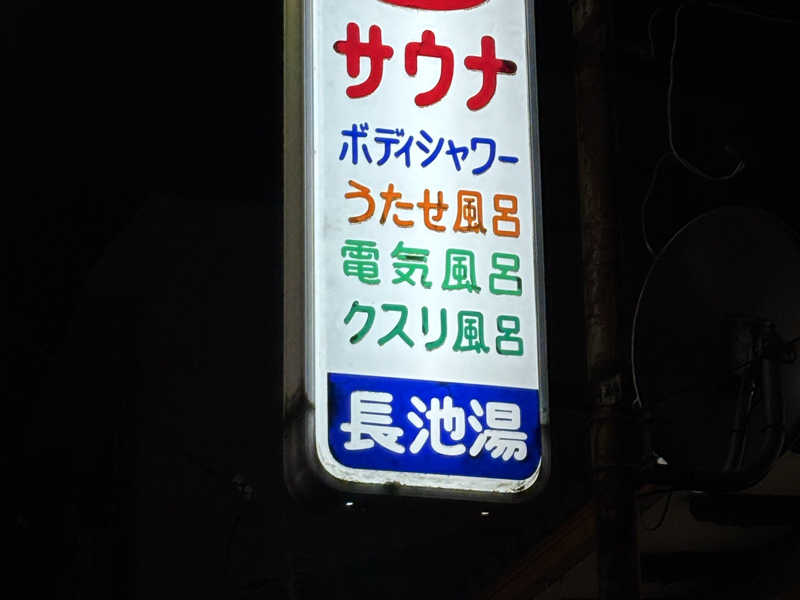 サウナ
ボディシャワー
うたせ風呂
電気風呂
クスリ風呂
長池湯